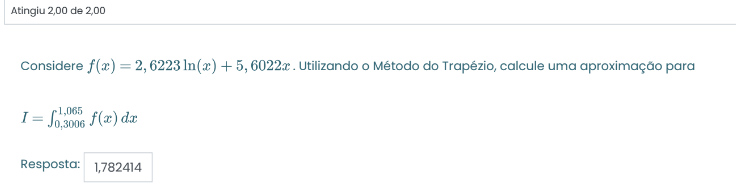 Atingiu 2,00 de 2,00
Considere f(x) = 2,6223 ln(x) + 5,6022x . Utilizando o Método do Trapézio, calcule uma aproximação para
I = ∫_{0,3006}^{1,065} f(x) dx
Resposta: 1,782414